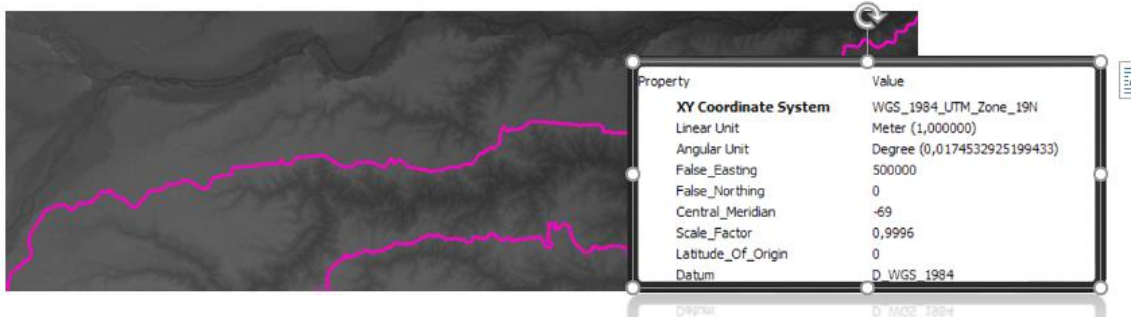 Property Value
XY Coordinate System WGS_1984_UTM_Zone_19N
Linear Unit Meter (1,000000)
Angular Unit Degree (0,0174532925199433)
False_Easting 500000
False_Northing 0
Central_Meridian -69
Scale_Factor 0,9996
Latitude_Of_Origin 0
Datum D_WGS_1984